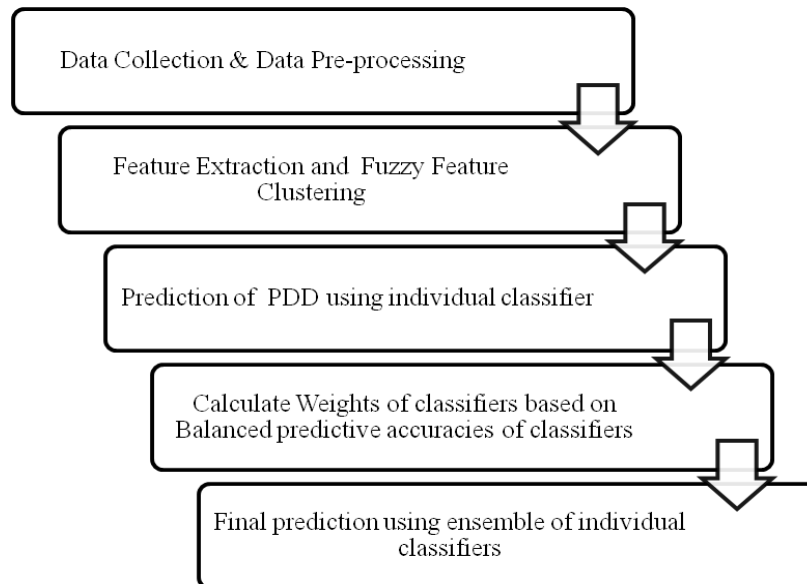 Data Collection & Data Pre-processing
Feature Extraction and Fuzzy Feature
Clustering
Prediction of PDD using individual classifier
Calculate Weights of classifiers based on
Balanced predictive accuracies of classifiers
Final prediction using ensemble of individual
classifiers